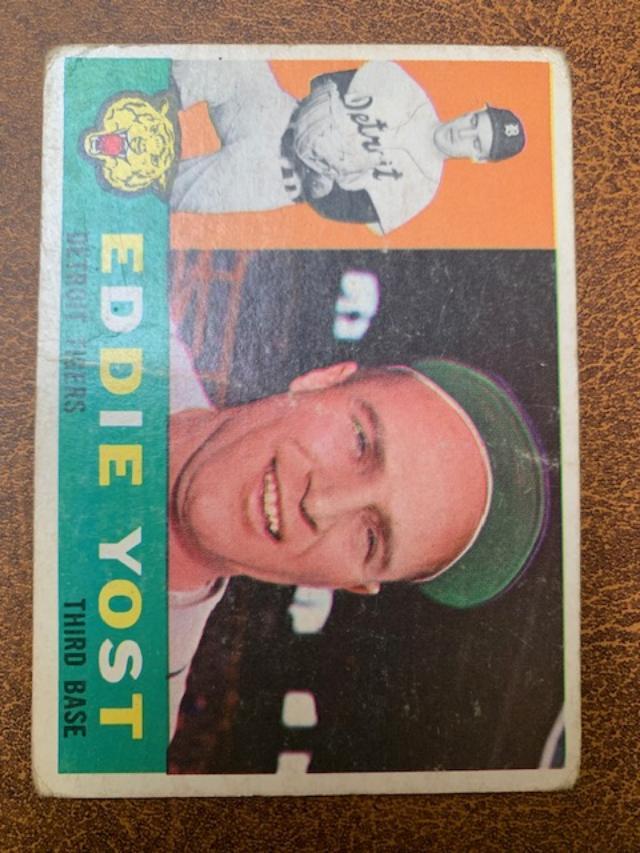 Detroit
EDDIE YOST
DETROIT TIGERS
THIRD BASE